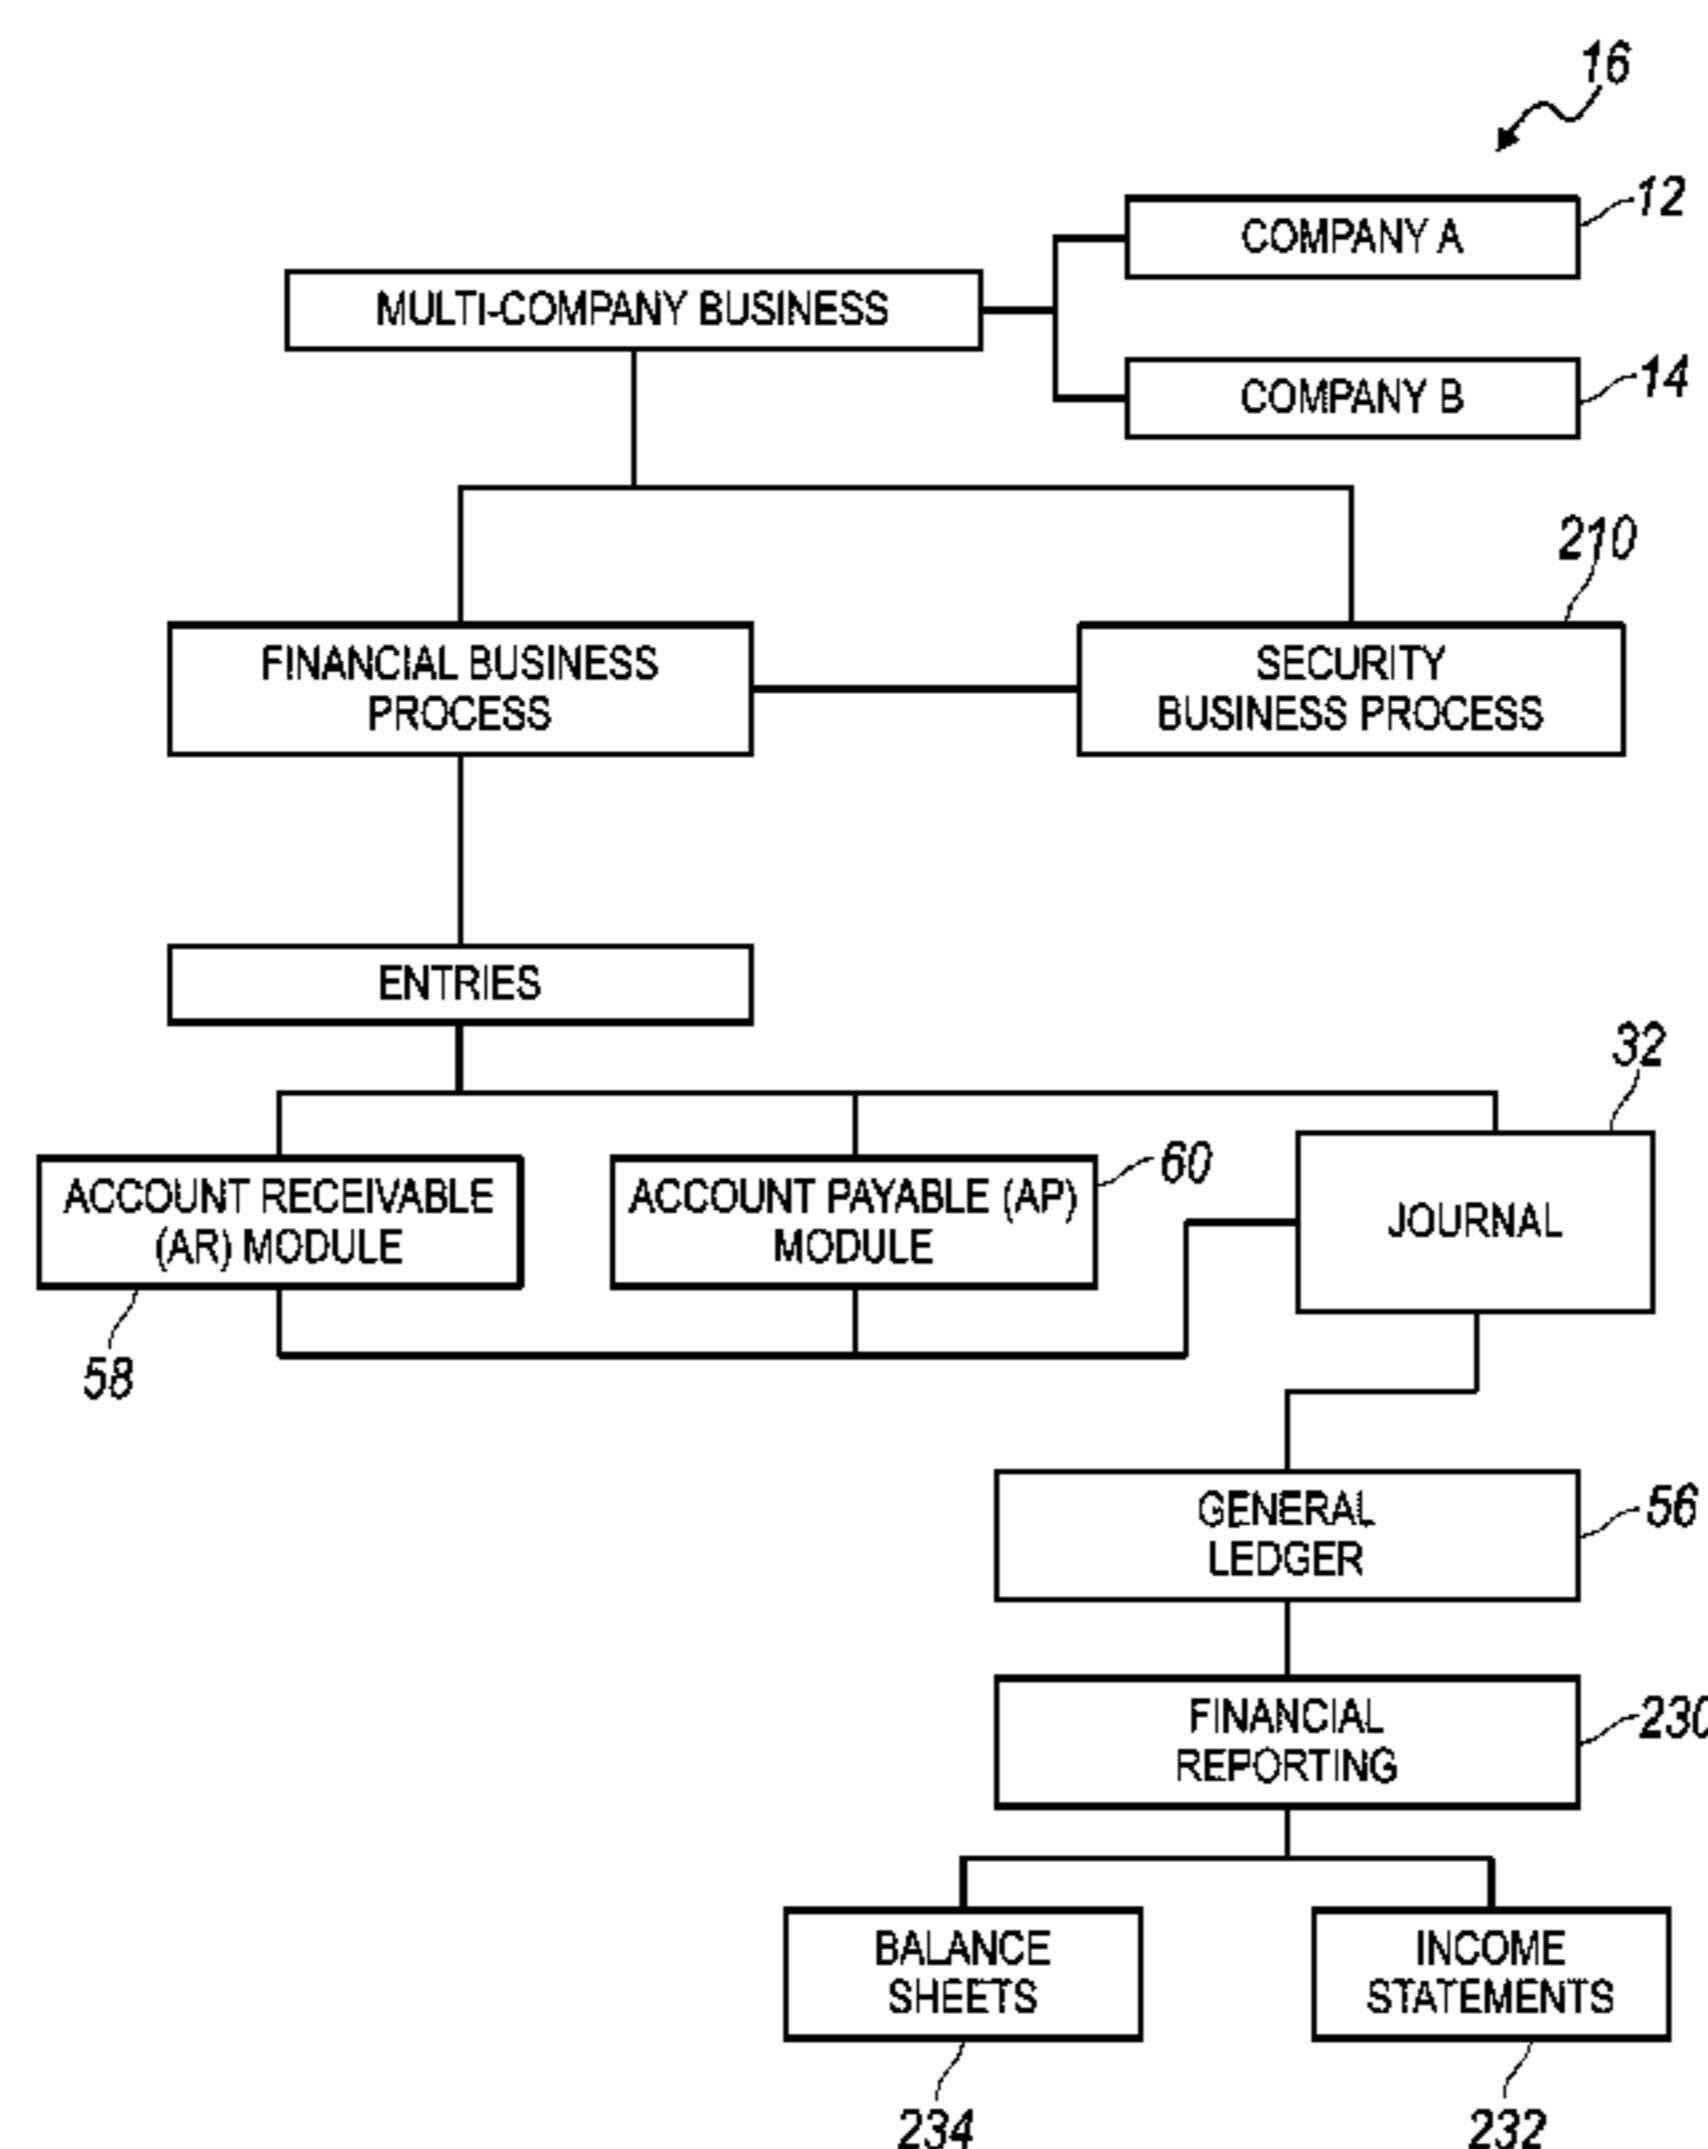 16
COMPANY A
12
MULTI-COMPANY BUSINESS
COMPANY B
14
210
FINANCIAL BUSINESS
PROCESS
SECURITY
BUSINESS PROCESS
ENTRIES
32
ACCOUNT RECEIVABLE
(AR) MODULE
58
ACCOUNT PAYABLE (AP)
MODULE
60
JOURNAL
GENERAL
LEDGER
56
FINANCIAL
REPORTING
230
BALANCE
SHEETS
INCOME
STATEMENTS
234
232